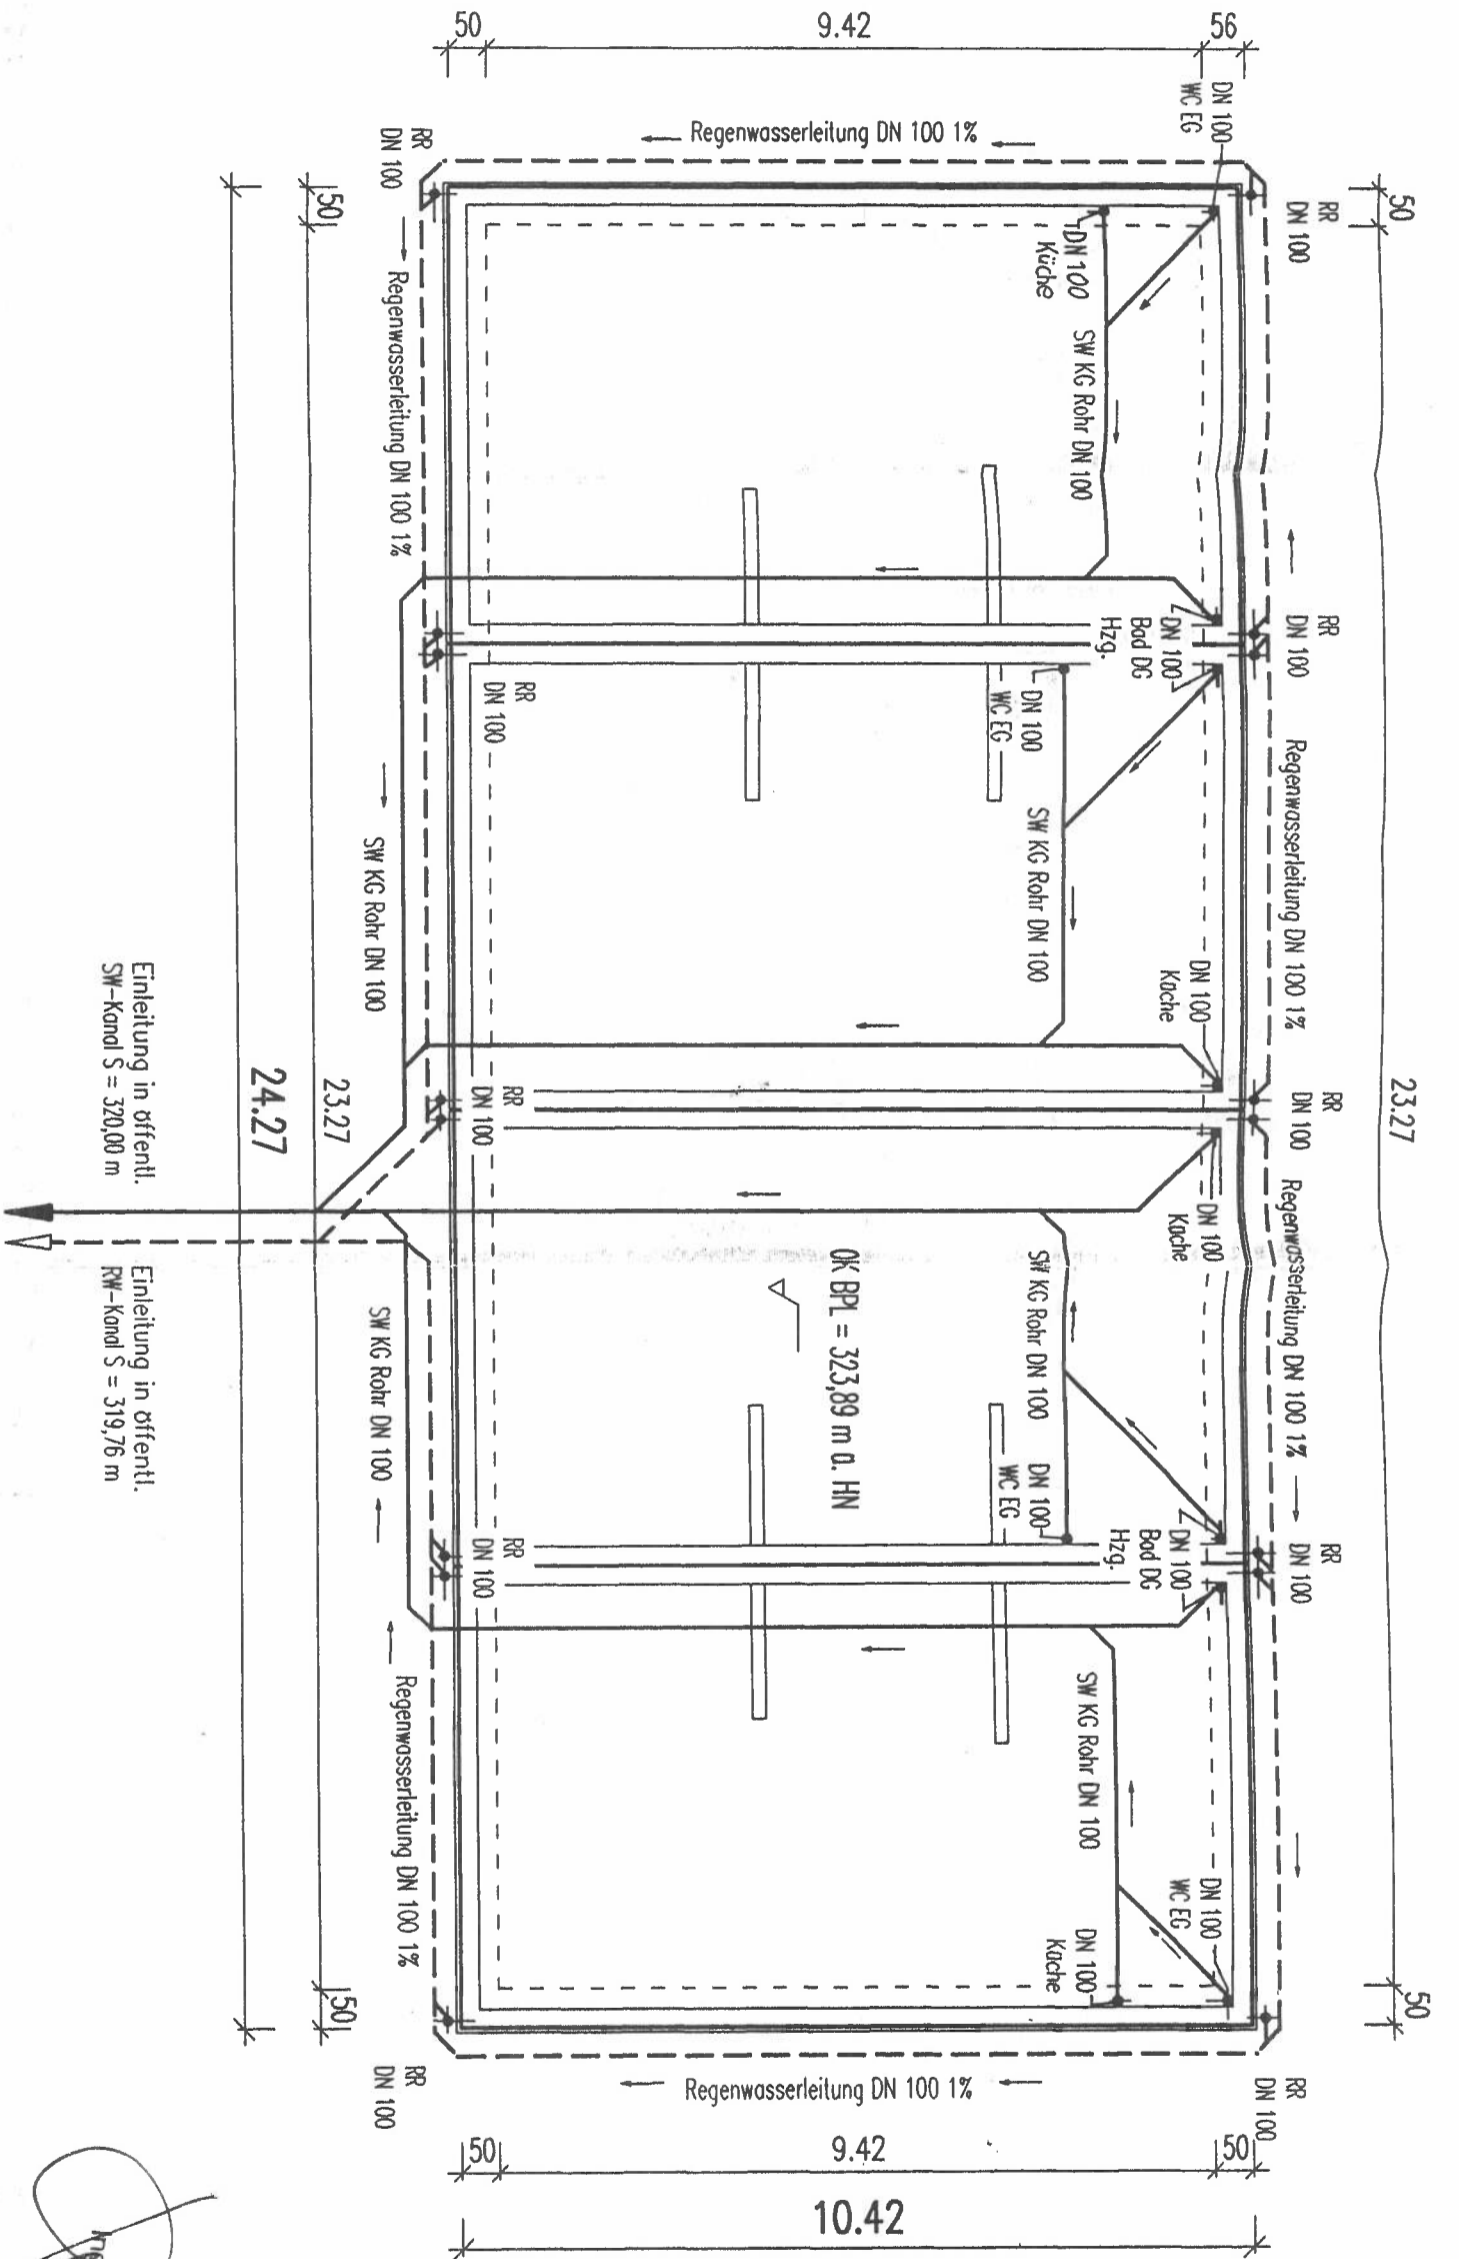 50
9.42
56
DN 100
WC EG
Regenwasserleitung DN 100 1%
RR
DN 100
50
RR
DN 100
50
DN 100
Küche
SW KG Rohr DN 100
Regenwasserleitung DN 100 1%
RR
DN 100
DN 100
Bad DG
Hzg.
RR
DN 100
DN 100
WC EG
Regenwasserleitung DN 100 1%
SW KG Rohr DN 100
SW KG Rohr DN 100
DN 100
Kache
23.27
RR
DN 100
RR
DN 100
23.27
24.27
Einleitung in öffentl.
SW-Kanal S = 320,00 m
Einleitung in öffentl.
RW-Kanal S = 319,76 m
DN 100
Kache
Regenwasserleitung DN 100 1%
OK BPL = 323,89 m ü. HN
SW KG Rohr DN 100
SW KG Rohr DN 100
DN 100
WC EG
DN 100
Bad DG
Hzg.
RR
DN 100
RR
DN 100
Regenwasserleitung DN 100 1%
SW KG Rohr DN 100
DN 100
WC EG
DN 100
Kache
50
50
RR
DN 100
RR
DN 100
Regenwasserleitung DN 100 1%
50
9.42
50
10.42